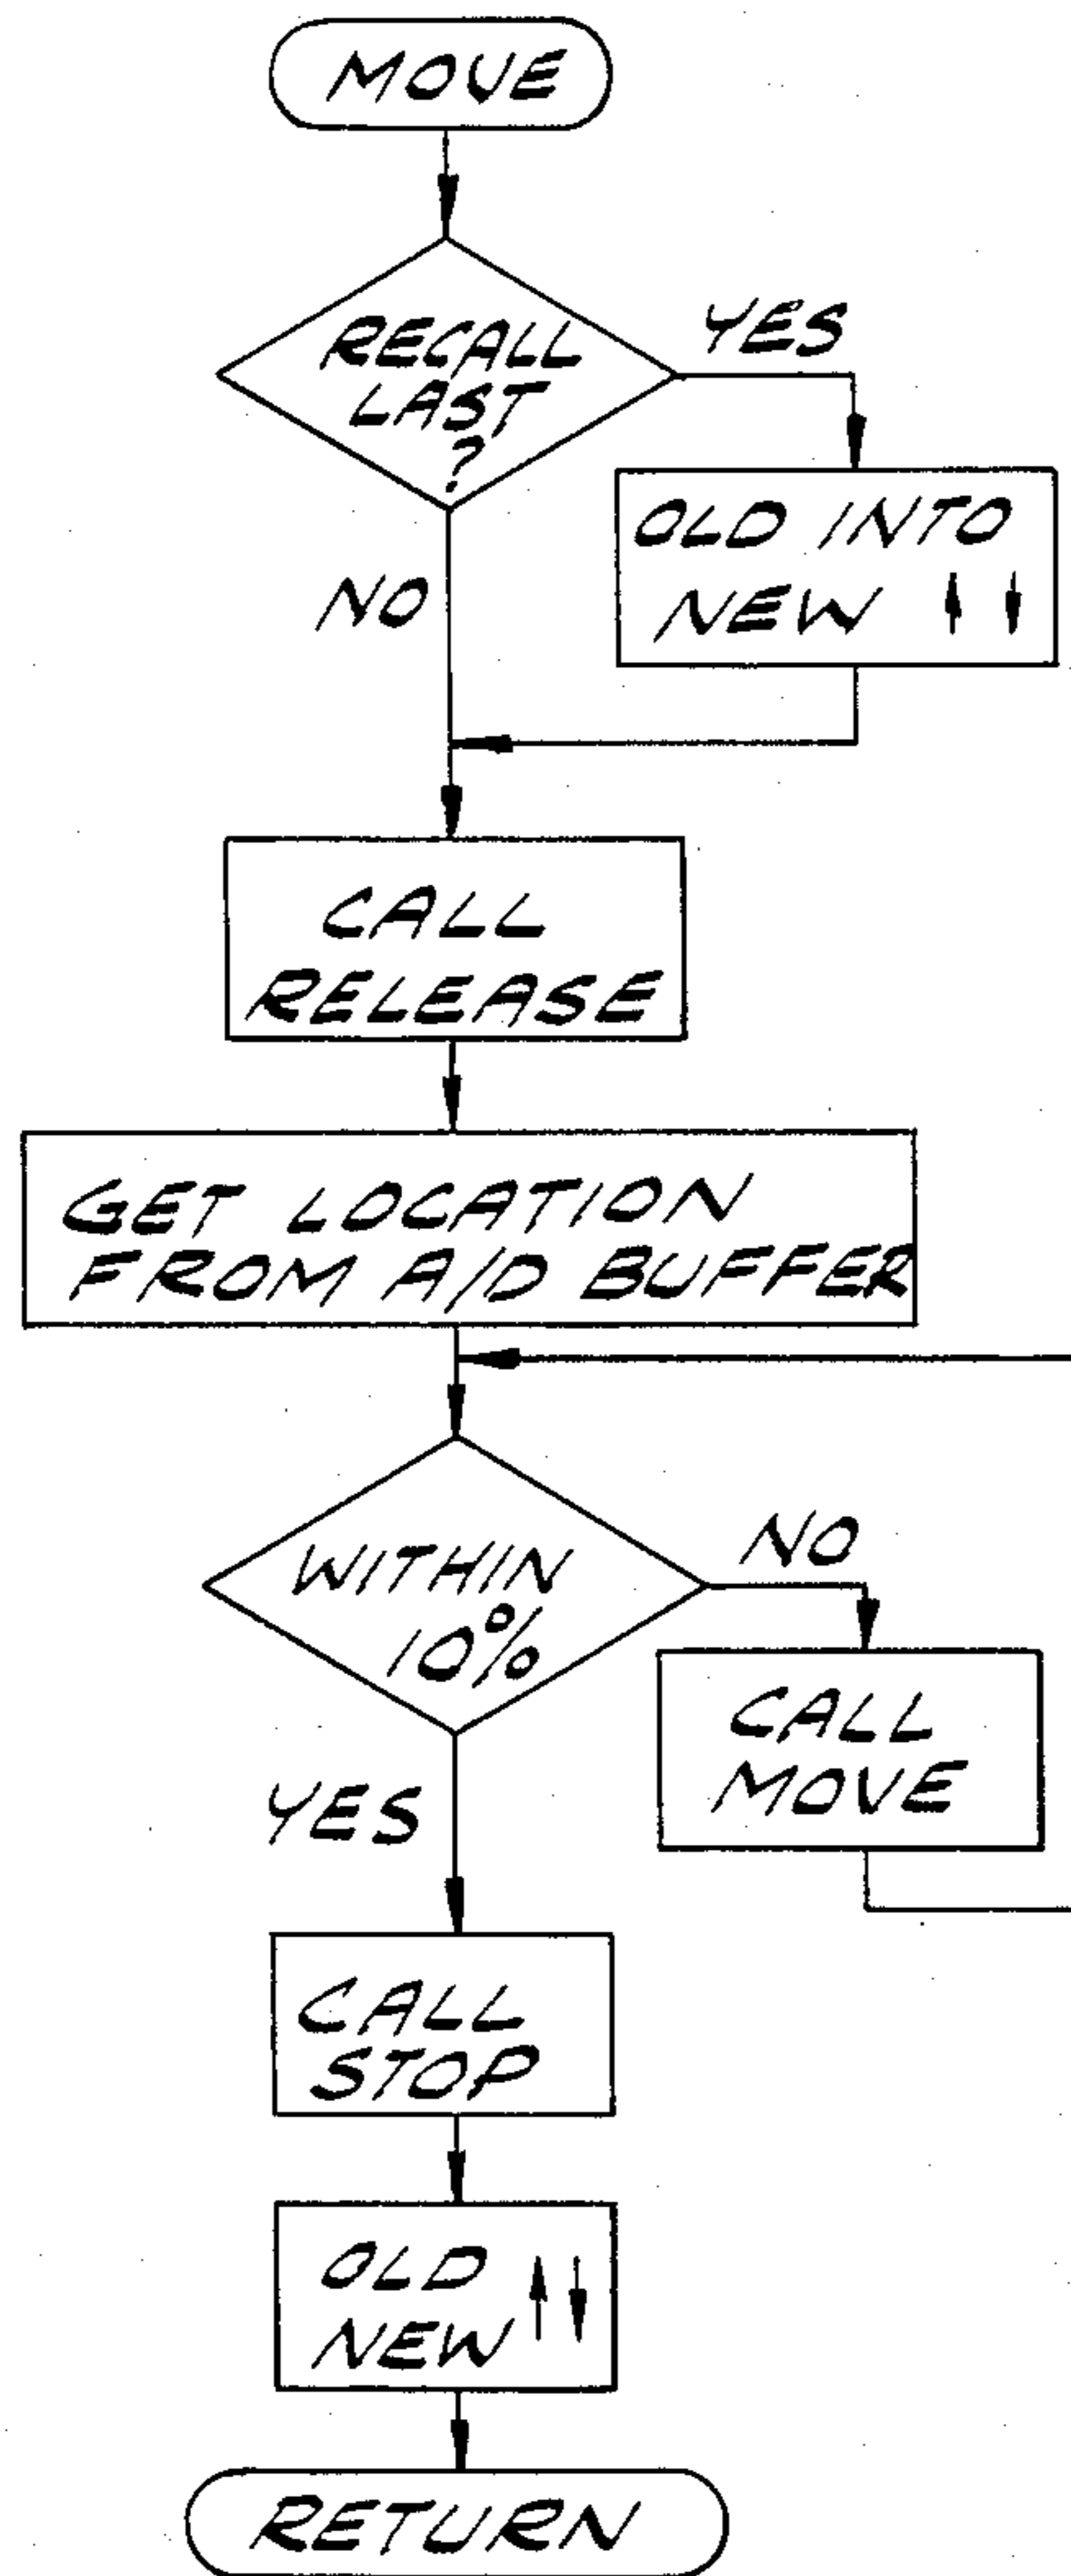 MOVE
RECALL
LAST
?
YES
NO
OLD INTO
NEW ↑ ↓
CALL
RELEASE
GET LOCATION
FROM A/D BUFFER
WITHIN
10%
NO
YES
CALL
MOVE
CALL
STOP
OLD
NEW ↑↓
RETURN